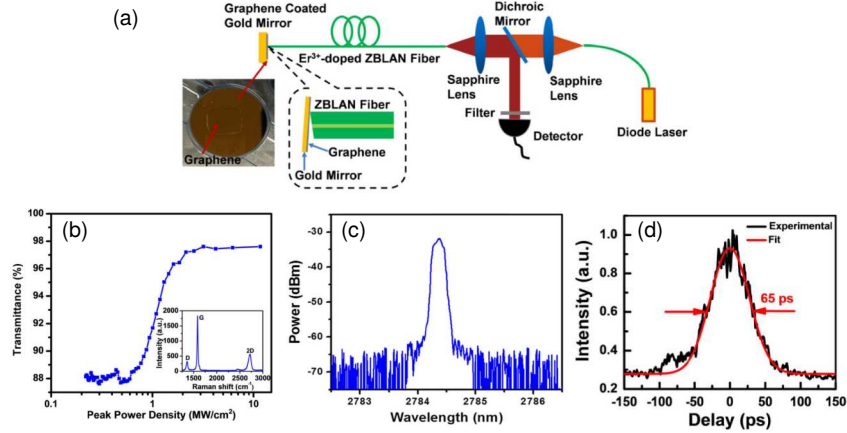 (a)
Graphene Coated
Gold Mirror
Er³⁺-doped ZBLAN Fiber
Dichroic
Mirror
Sapphire
Lens
Sapphire
Lens
Filter
Detector
Diode Laser
Graphene
ZBLAN Fiber
Graphene
Gold Mirror
(b)
Transmittance (%)
98
96
94
92
90
88
0.1
1
10
Peak Power Density (MW/cm²)
Intensity (a.u.)
2000
1500
1000
500
0
D
G
2D
1500 2000 2500 3000
Raman shift (cm⁻¹)
(c)
Power (dBm)
-30
-40
-50
-60
-70
2783 2784 2785 2786
Wavelength (nm)
(d)
Experimental
Fit
65 ps
Intensity (a.u.)
1.0
0.8
0.6
0.4
0.2
-150 -100 -50 0 50 100 150
Delay (ps)